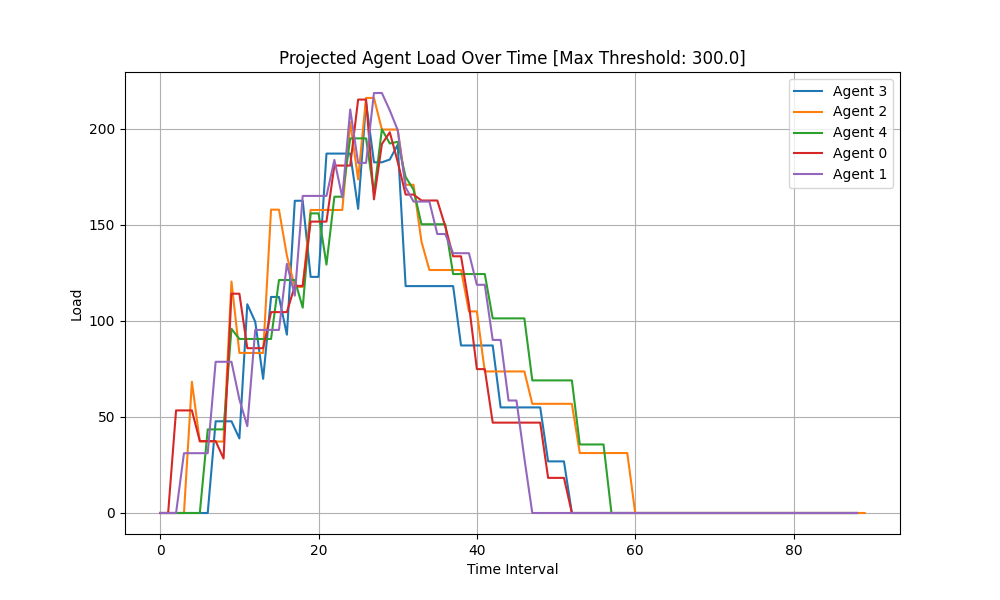 Projected Agent Load Over Time [Max Threshold: 300.0]
Load
200
150
100
50
0
0 20 40 60 80
Time Interval
Agent 3
Agent 2
Agent 4
Agent 0
Agent 1